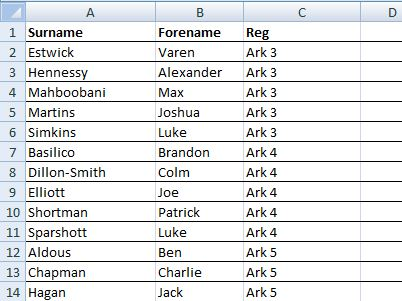 A B C D
1 Surname Forename Reg
2 Estwick Varen Ark 3
3 Hennessy Alexander Ark 3
4 Mahboobani Max Ark 3
5 Martins Joshua Ark 3
6 Simkins Luke Ark 3
7 Basilico Brandon Ark 4
8 Dillon-Smith Colm Ark 4
9 Elliott Joe Ark 4
10 Shortman Patrick Ark 4
11 Sparshott Luke Ark 4
12 Aldous Ben Ark 5
13 Chapman Charlie Ark 5
14 Hagan Jack Ark 5